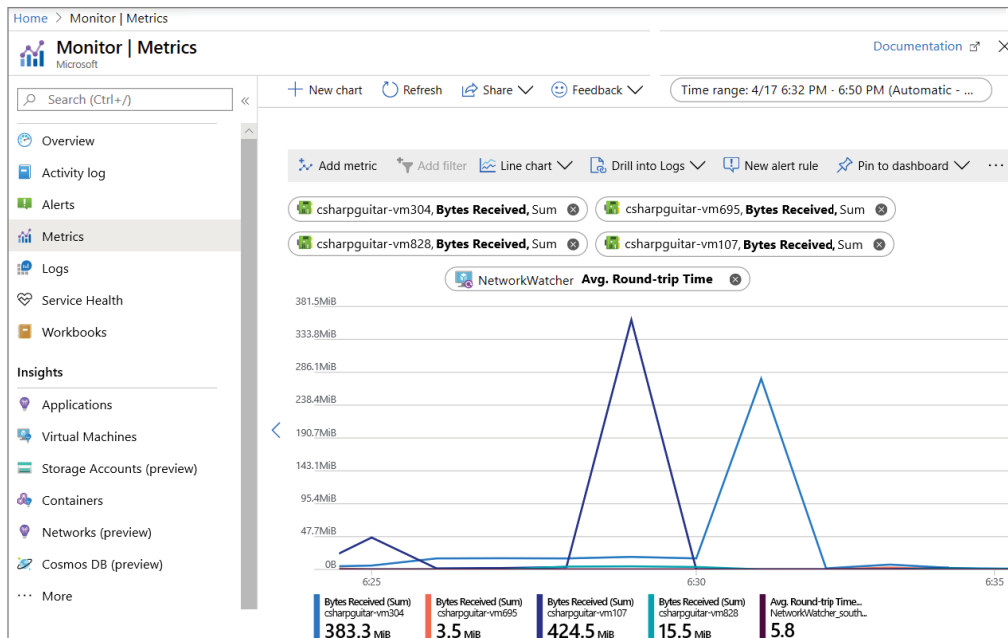 Home > Monitor | Metrics
Monitor | Metrics
Microsoft
Documentation
Search (Ctrl+/)
«
New chart
Refresh
Share
Feedback
Time range: 4/17 6:32 PM - 6:50 PM (Automatic - ...
Overview
Activity log
Alerts
Metrics
Logs
Service Health
Workbooks
Insights
Applications
Virtual Machines
Storage Accounts (preview)
Containers
Networks (preview)
Cosmos DB (preview)
··· More
Add metric
Add filter
Line chart
Drill into Logs
New alert rule
Pin to dashboard
···
csharpguitar-vm304, Bytes Received, Sum
csharpguitar-vm695, Bytes Received, Sum
csharpguitar-vm828, Bytes Received, Sum
csharpguitar-vm107, Bytes Received, Sum
NetworkWatcher Avg. Round-trip Time
381.5MiB
333.8MiB
286.1MiB
238.4MiB
190.7MiB
143.1MiB
95.4MiB
47.7MiB
0B
6:25
6:30
6:35
Bytes Received (Sum)
csharpguitar-vm304
383.3 MiB
Bytes Received (Sum)
csharpguitar-vm695
3.5 MiB
Bytes Received (Sum)
csharpguitar-vm107
424.5 MiB
Bytes Received (Sum)
csharpguitar-vm828
15.5 MiB
Avg. Round-trip Time...
NetworkWatcher_south...
5.8